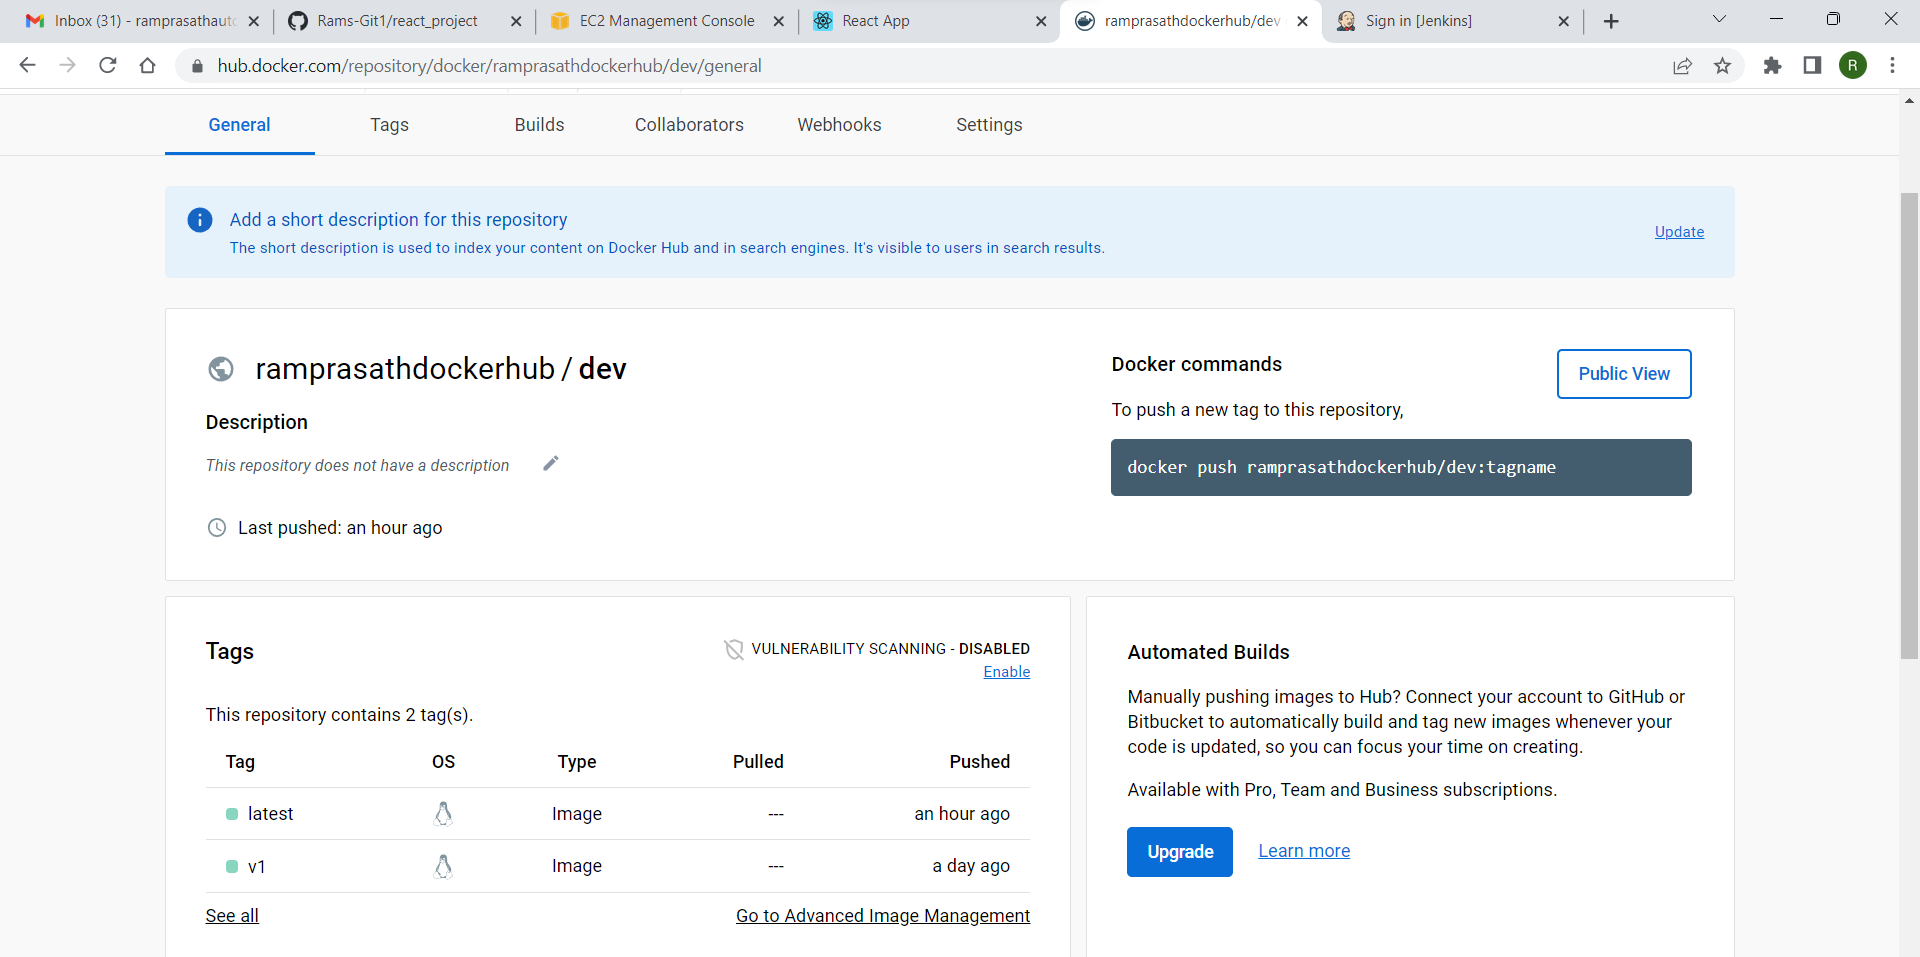 Inbox (31) - ramprasathauto
Rams-Git1/react_project
EC2 Management Console
React App
ramprasathdockerhub/dev
Sign in [Jenkins]
hub.docker.com/repository/docker/ramprasathdockerhub/dev/general
R
General Tags Builds Collaborators Webhooks Settings
Add a short description for this repository
The short description is used to index your content on Docker Hub and in search engines. It's visible to users in search results.
Update
ramprasathdockerhub / dev
Description
This repository does not have a description
Last pushed: an hour ago
Docker commands
Public View
To push a new tag to this repository,
docker push ramprasathdockerhub/dev:tagname
Tags
VULNERABILITY SCANNING - DISABLED
Enable
This repository contains 2 tag(s).
Tag OS Type Pulled Pushed
latest Image --- an hour ago
v1 Image --- a day ago
See all
Go to Advanced Image Management
Automated Builds
Manually pushing images to Hub? Connect your account to GitHub or
Bitbucket to automatically build and tag new images whenever your
code is updated, so you can focus your time on creating.
Available with Pro, Team and Business subscriptions.
Upgrade
Learn more